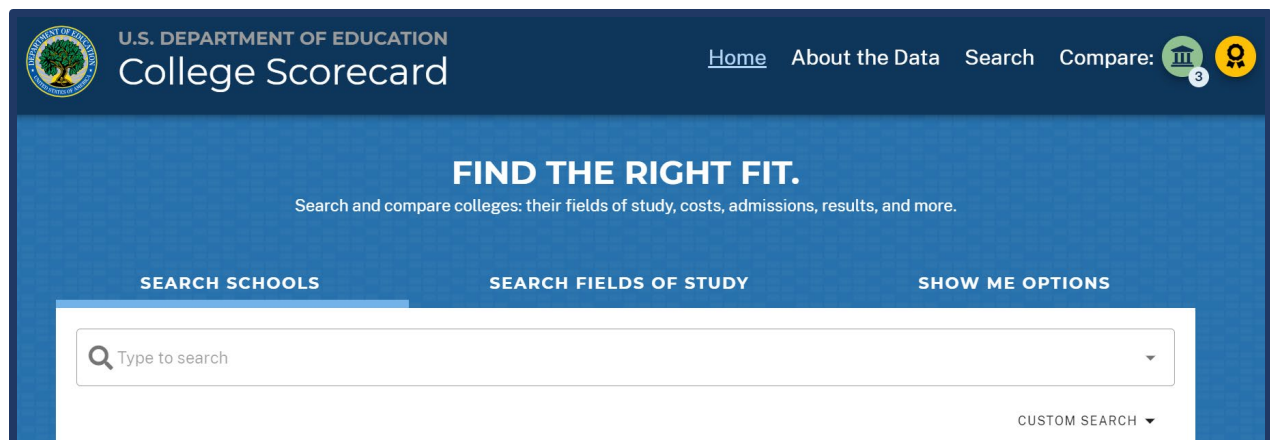 U.S. DEPARTMENT OF EDUCATION
College Scorecard
Home About the Data Search Compare: 3
FIND THE RIGHT FIT.
Search and compare colleges: their fields of study, costs, admissions, results, and more.
SEARCH SCHOOLS SEARCH FIELDS OF STUDY SHOW ME OPTIONS
Type to search
CUSTOM SEARCH